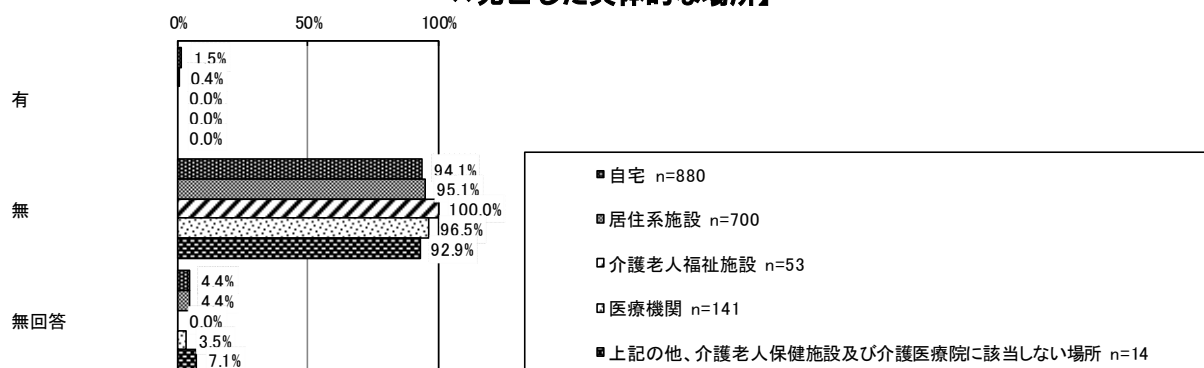 0%
50%
100%
有
1.5%
0.4%
0.0%
0.0%
0.0%
無
94.1%
95.1%
100.0%
96.5%
92.9%
無回答
4.4%
4.4%
0.0%
3.5%
7.1%
自宅 n=880
居住系施設 n=700
介護老人福祉施設 n=53
医療機関 n=141
上記の他、介護老人保健施設及び介護医療院に該当しない場所 n=14